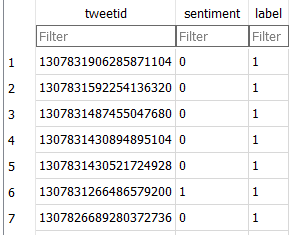 tweetid sentiment label
Filter Filter Filter
1 1307831906285871104 0 1
2 1307831592254136320 0 1
3 1307831487455047680 0 1
4 1307831430894895104 0 1
5 1307831430521724928 0 1
6 1307831266486579200 1 1
7 1307826689280372736 0 1